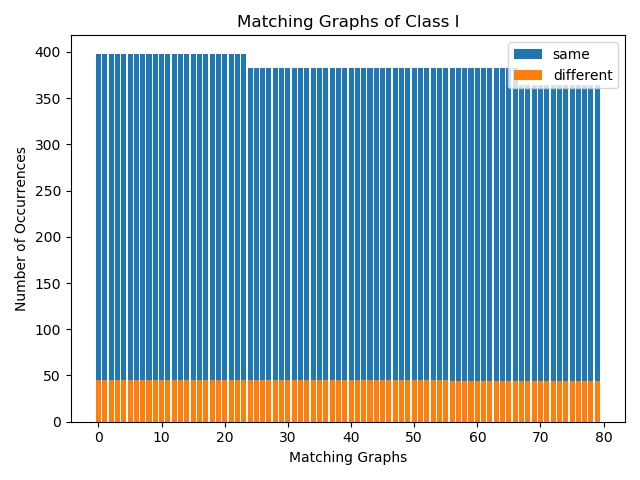 Matching Graphs of Class I
same
different
Number of Occurrences
400
350
300
250
200
150
100
50
0
0 10 20 30 40 50 60 70 80
Matching Graphs